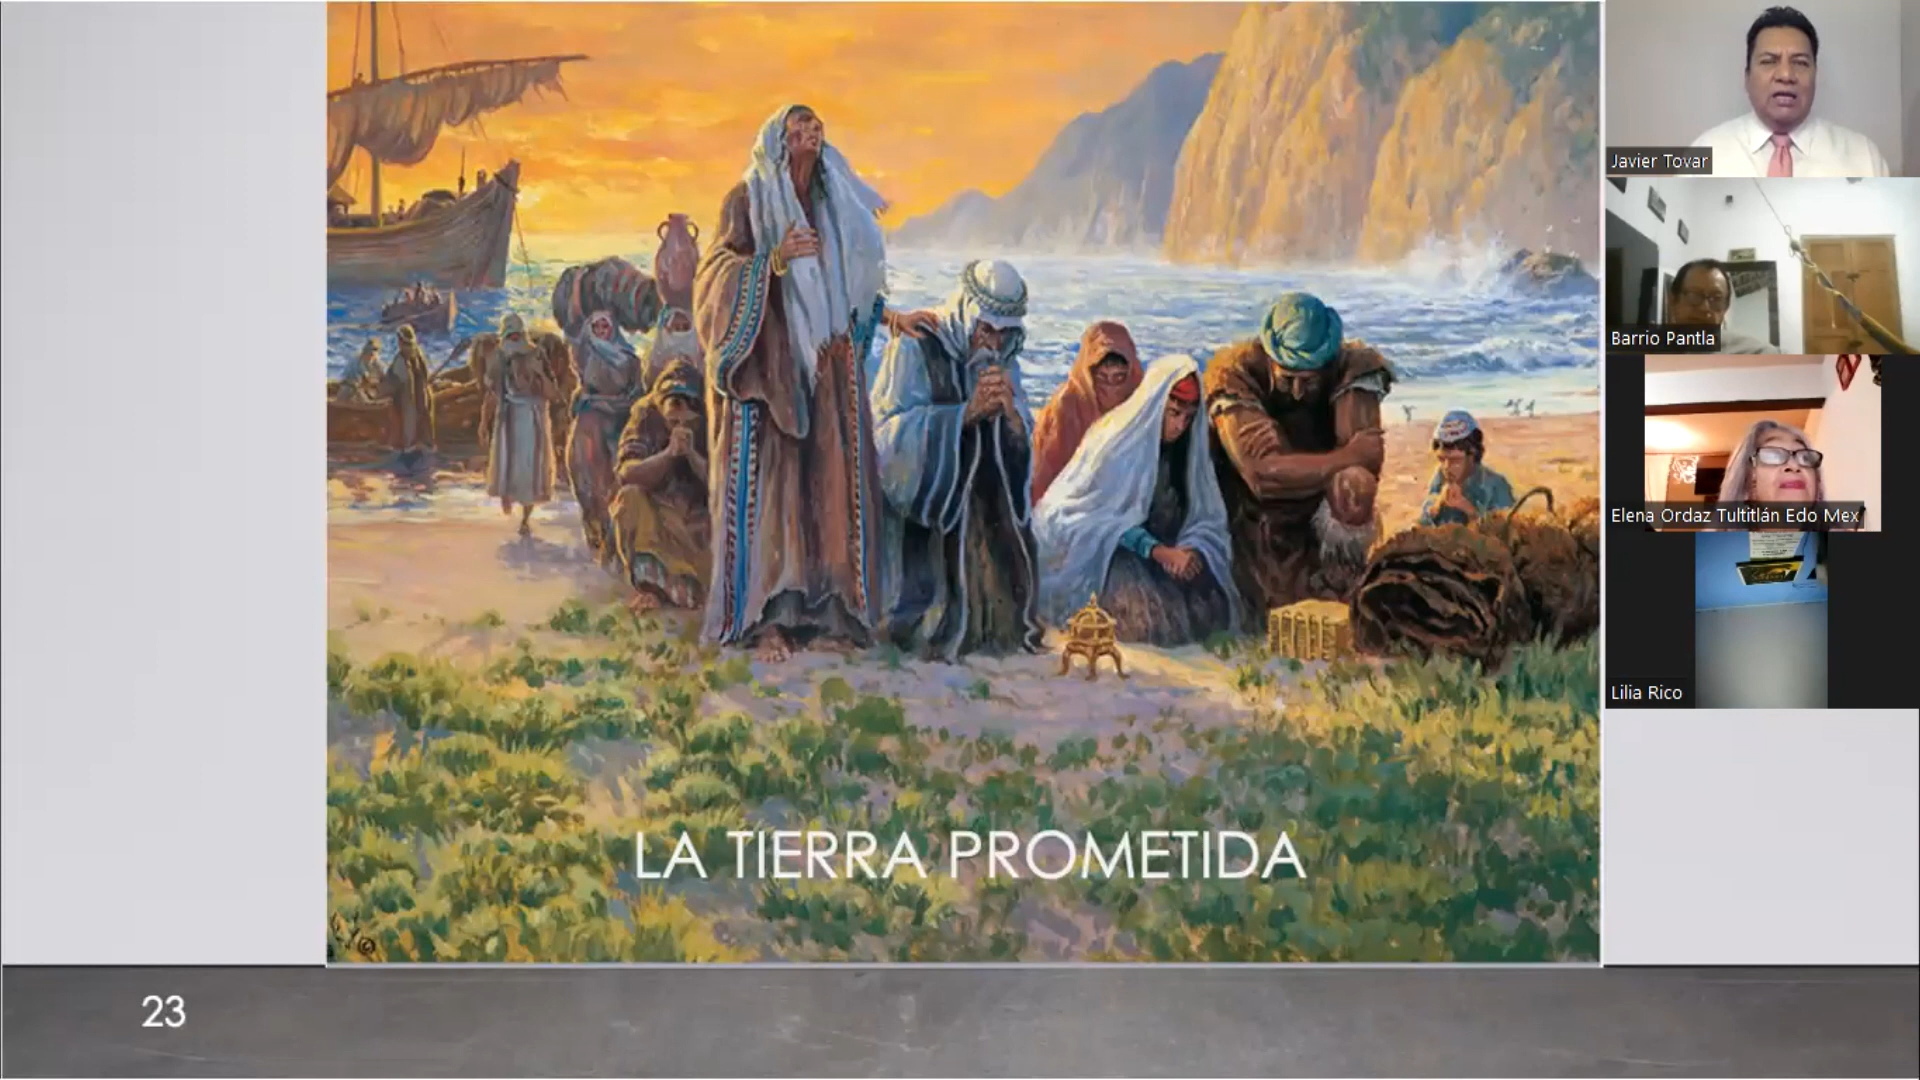 LA TIERRA PROMETIDA
23
Javier Tovar
Barrio Pantla
Elena Ordaz Tultitlán Edo Mex
Lilia Rico